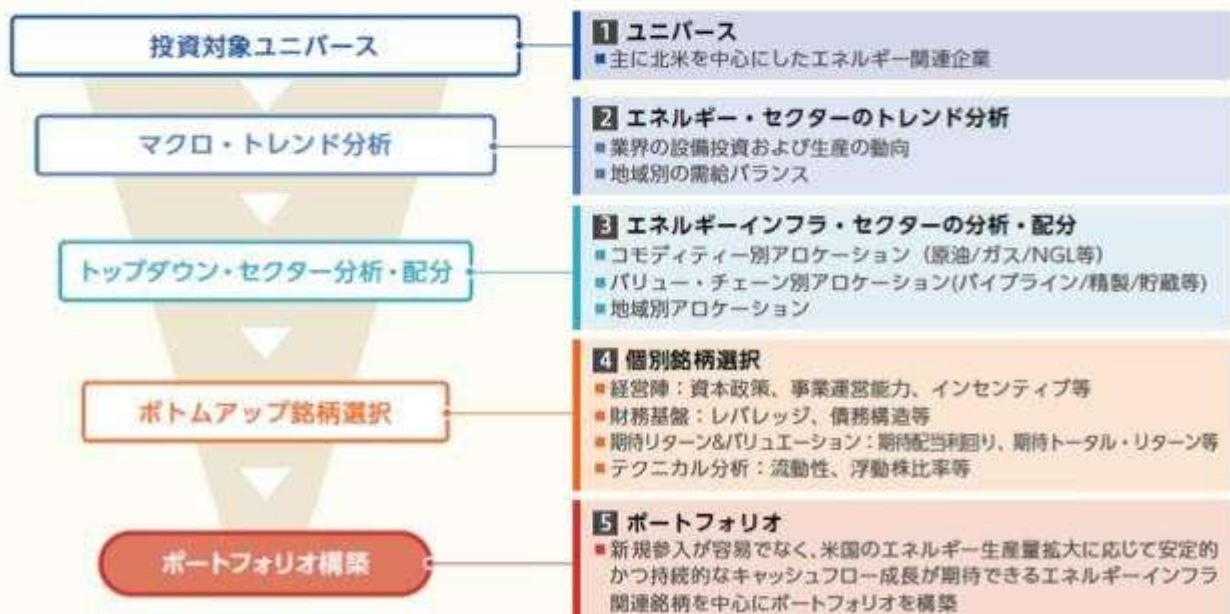 投資対象ユニバース
1 ユニバース
■主に北米を中心にしたエネルギー関連企業
マクロ・トレンド分析
2 エネルギー・セクターのトレンド分析
■業界の設備投資および生産の動向
■地域別の需給バランス
トップダウン・セクター分析・配分
3 エネルギーインフラ・セクターの分析・配分
■コモディティー別アロケーション（原油/ガス/NGL等）
■バリュー・チェーン別アロケーション(パイプライン/精製/貯蔵等)
■地域別アロケーション
ボトムアップ銘柄選択
4 個別銘柄選択
■経営陣：資本政策、事業運営能力、インセンティブ等
■財務基盤：レバレッジ、債務構造等
■期待リターン&バリュエーション：期待配当利回り、期待トータル・リターン等
■テクニカル分析：流動性、浮動株比率等
ポートフォリオ構築
5 ポートフォリオ
■新規参入が容易でなく、米国のエネルギー生産量拡大に応じて安定的
かつ持続的なキャッシュフロー成長が期待できるエネルギーインフラ
関連銘柄を中心にポートフォリオを構築